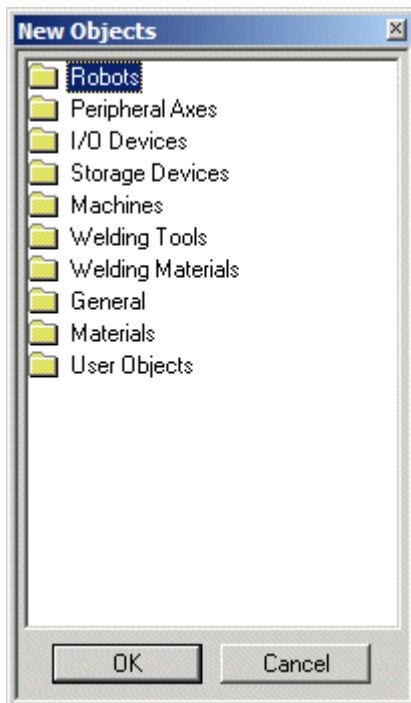 New Objects
Robots
Peripheral Axes
I/O Devices
Storage Devices
Machines
Welding Tools
Welding Materials
General
Materials
User Objects
OK Cancel